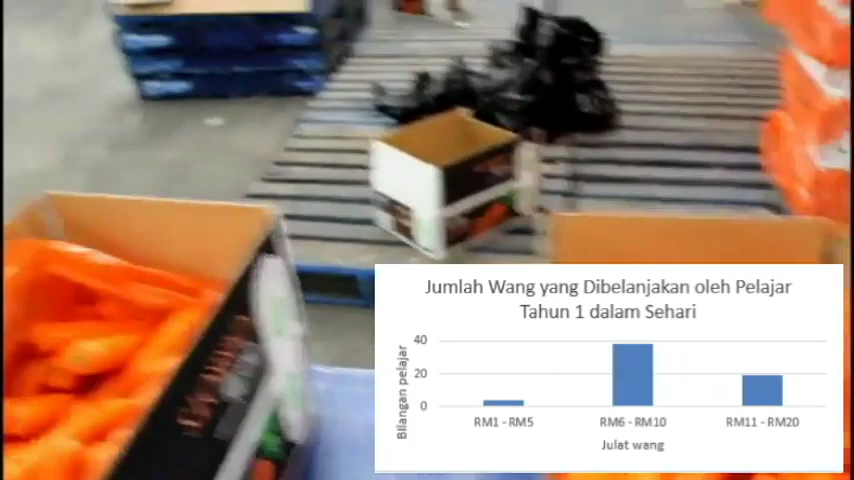 Jumlah Wang yang Dibelanjakan oleh Pelajar
Tahun 1 dalam Sehari
40
20
0
Bilangan pelajar
RM1 - RM5
RM6 - RM10
RM11 - RM20
Julat wang